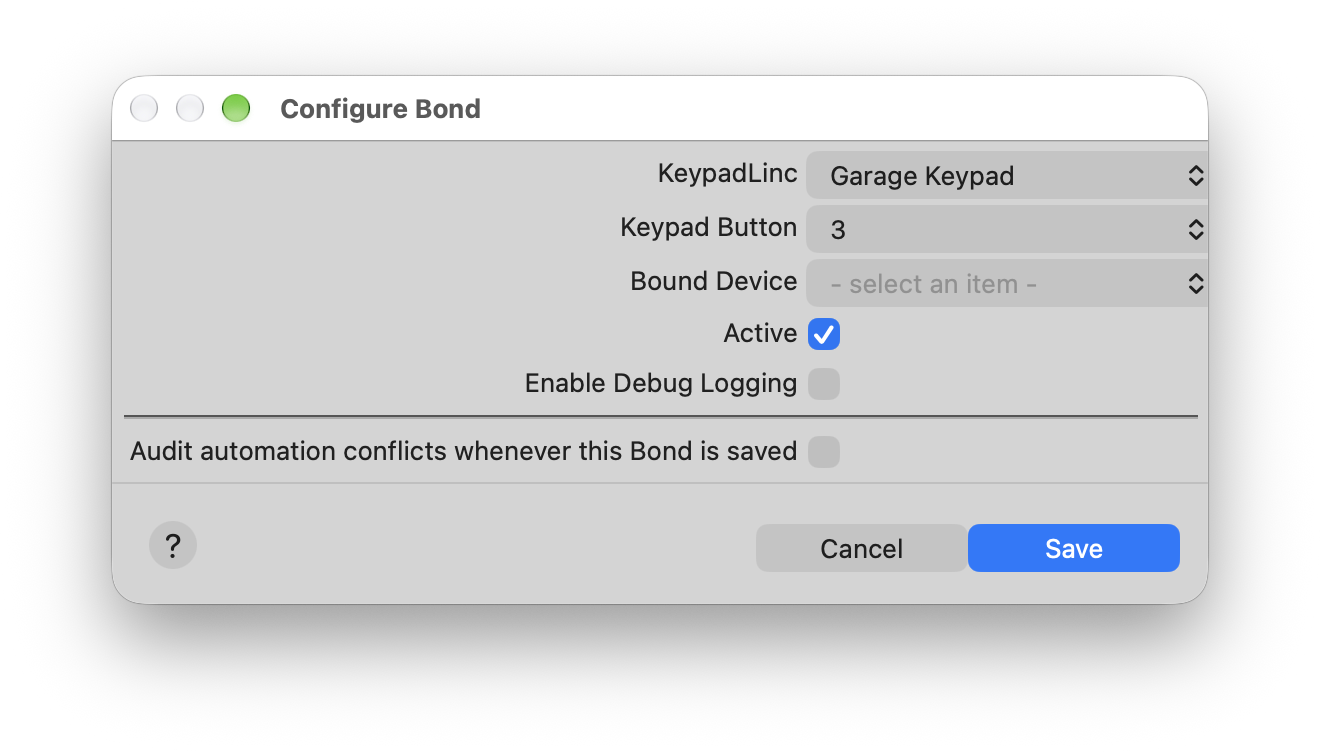 Configure Bond
KeypadLinc Garage Keypad
Keypad Button 3
Bound Device - select an item -
Active
Enable Debug Logging
Audit automation conflicts whenever this Bond is saved
? Cancel Save